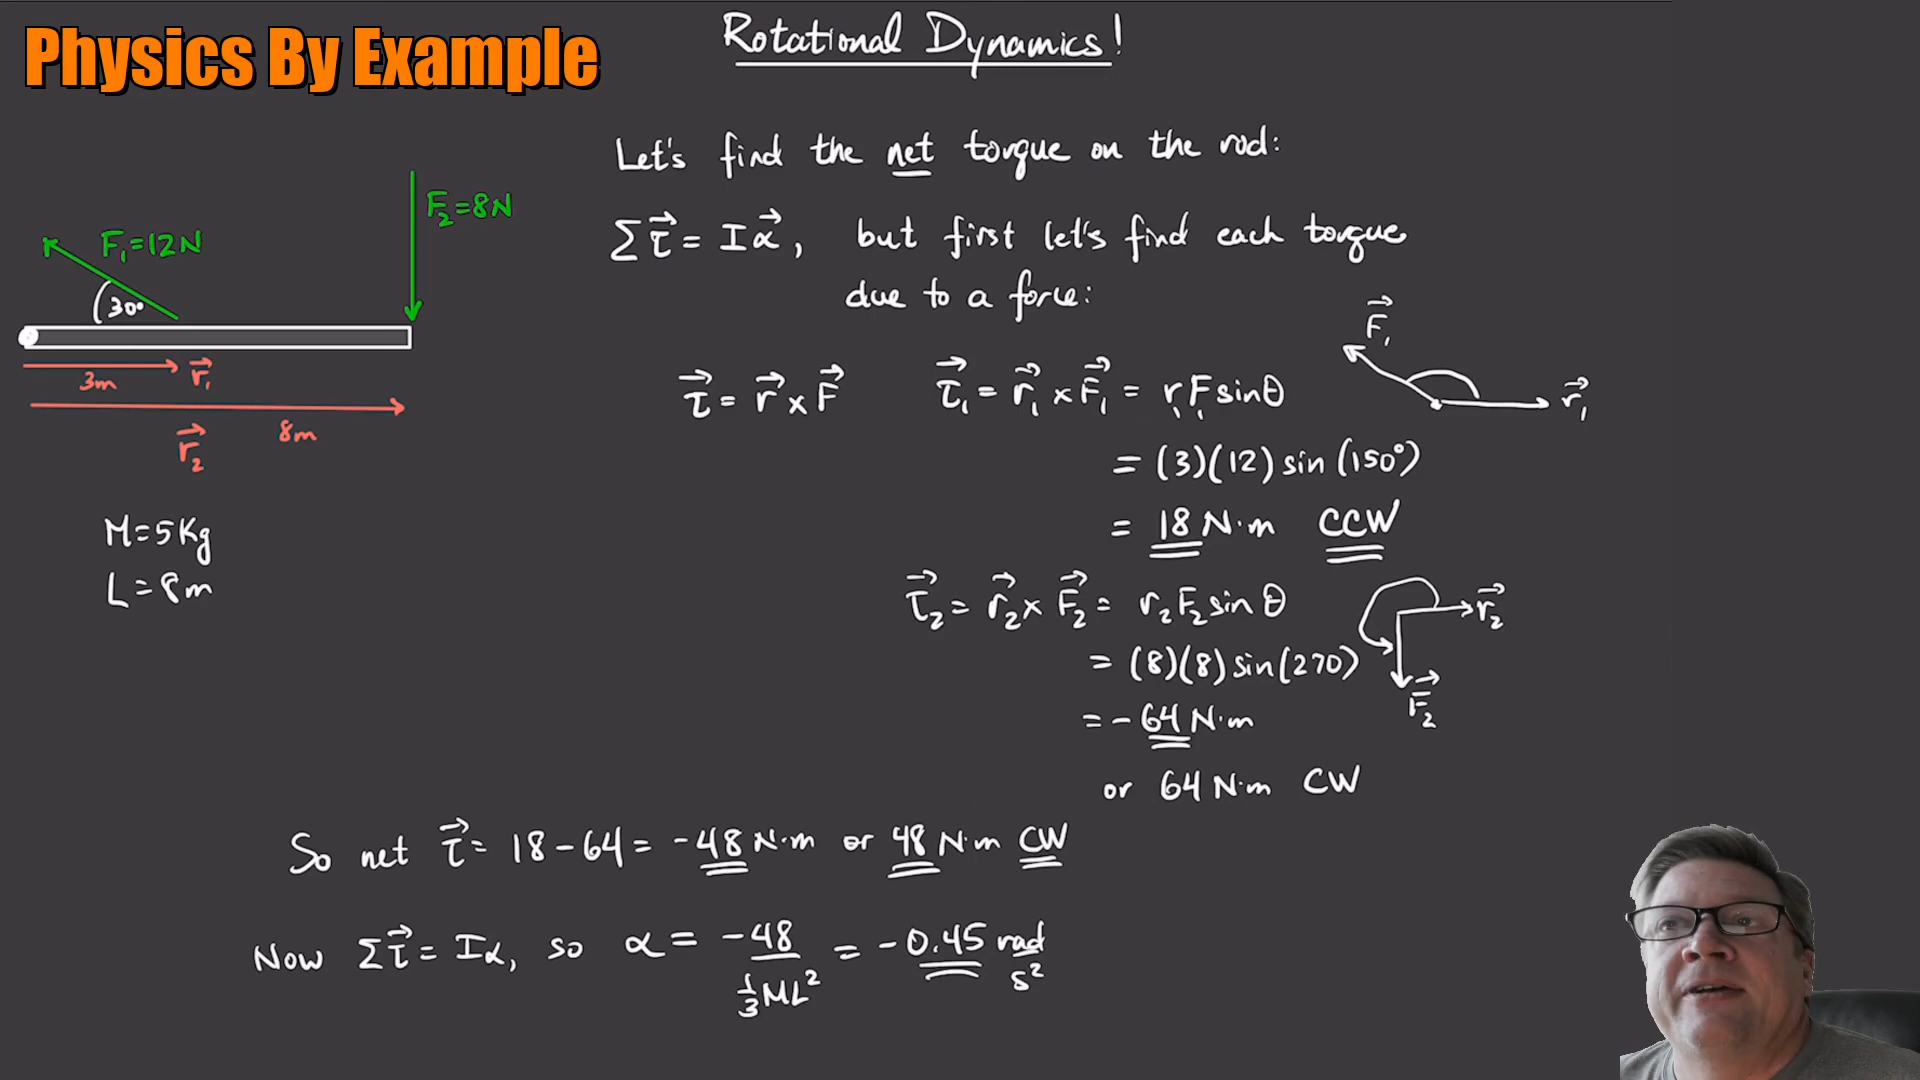 Physics By Example
Rotational Dynamics!
Let's find the net torque on the rod:
Στ⃗ = Iα⃗, but first let's find each torque
due to a force:
F₁=12N
F₂=8N
30°
3m r⃗₁
8m
r⃗₂
M=5Kg
L=8m
τ⃗ = r⃗ × F⃗ τ⃗₁ = r⃗₁ × F⃗₁ = r₁F₁sinθ
F⃗₁
r⃗₁
= (3)(12) sin (150°)
= 18 N·m CCW
τ⃗₂ = r⃗₂ × F⃗₂ = r₂F₂sin θ
r⃗₂
= (8)(8) sin(270)
F⃗₂
= -64 N·m
or 64 N·m CW
So net τ⃗ = 18 - 64 = -48 N·m or 48 N·m CW
Now Στ⃗ = Iα, so α = -48 / ⅓ML² = -0.45 rad/s²